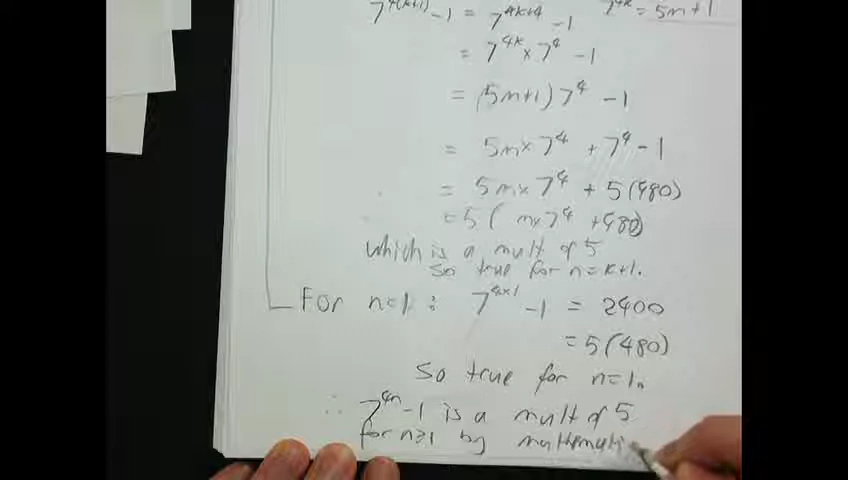 7^{4(k+1)} - 1 = 7^{4k+4} - 1    7^{4k} = 5m+1
= 7^{4k} × 7^4 - 1
= (5m+1) 7^4 - 1
= 5m × 7^4 + 7^4 - 1
= 5m × 7^4 + 5(480)
= 5( m × 7^4 + 480)
which is a mult of 5
so true for n=k+1.
For n=1 : 7^{4×1} - 1 = 2400
= 5(480)
So true for n=1.
∴ 7^{4n} - 1 is a mult of 5
for n≥1 by mathemati